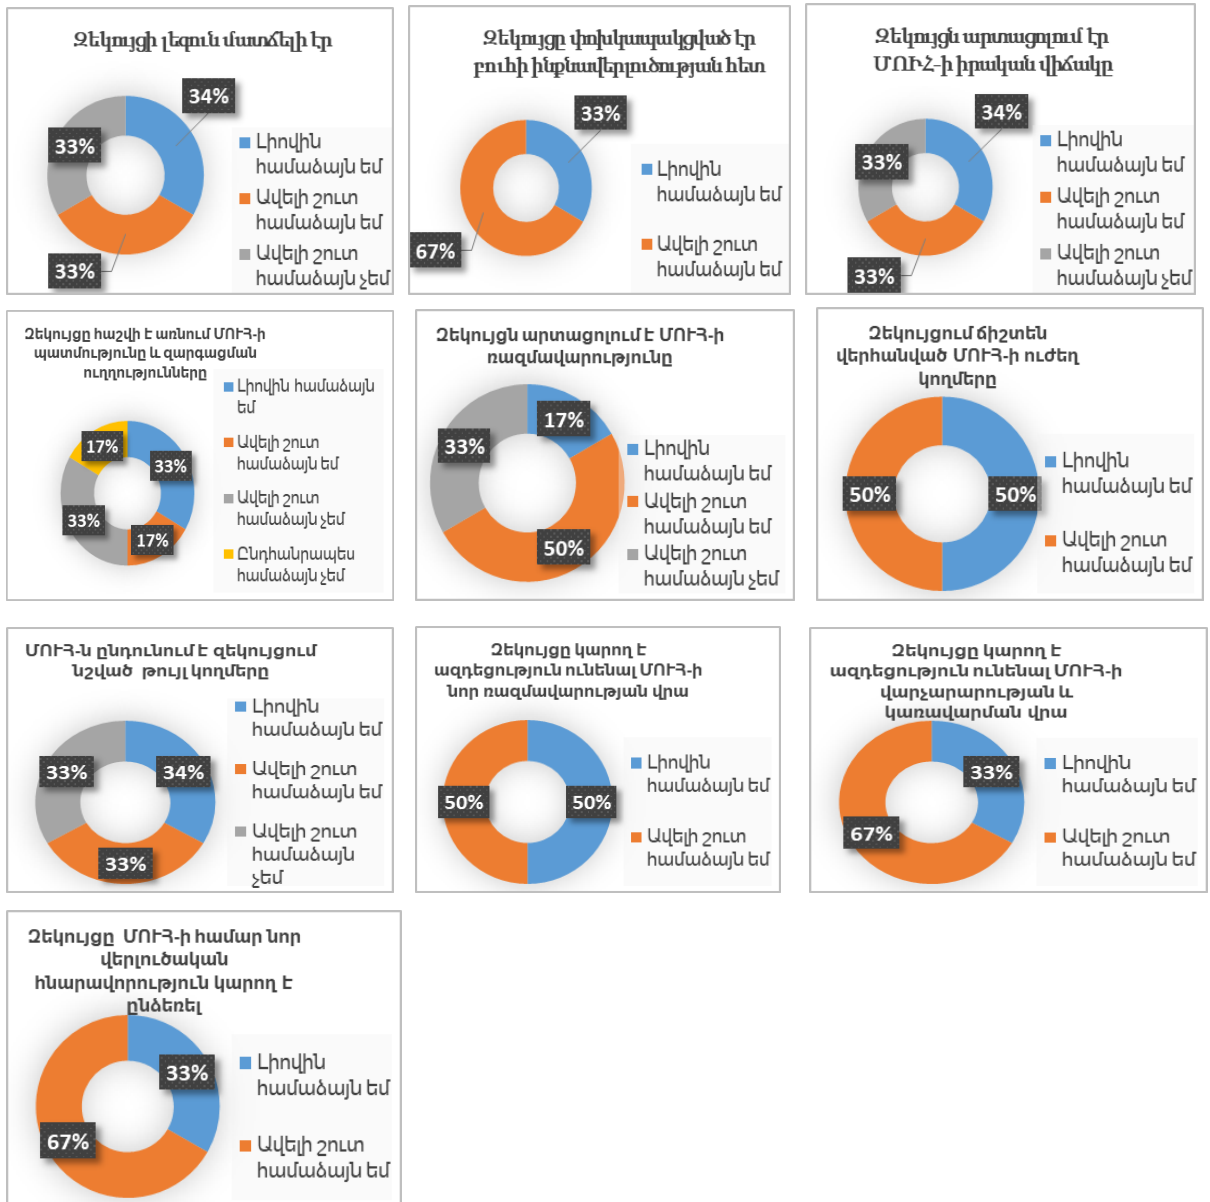 Զեկույցի լեզուն մատճելի էր
34%
33%
33%
Լիովին
համաձայն եմ
Ավելի շուտ
համաձայն եմ
Ավելի շուտ
համաձայն չեմ
Զեկույցը փոխկապակցված էր
բուհի ինքնավերլուծության հետ
33%
67%
Լիովին
համաձայն եմ
Ավելի շուտ
համաձայն եմ
Զեկույցն արտացոլում էր
ՄՈՒՀ-ի իրական վիճակը
34%
33%
33%
Լիովին
համաձայն եմ
Ավելի շուտ
համաձայն եմ
Ավելի շուտ
համաձայն չեմ
Զեկույցը հաշվի է առնում ՄՈՒՀ-ի
պատմությունը և զարգացման
ուղղությունները
17%
33%
33%
17%
Լիովին համաձայն
եմ
Ավելի շուտ
համաձայն եմ
Ավելի շուտ
համաձայն չեմ
Ընդհանրապես
համաձայն չեմ
Զեկույցն արտացոլում է ՄՈՒՀ-ի
ռազմավարությունը
17%
33%
50%
Լիովին
համաձայն եմ
Ավելի շուտ
համաձայն եմ
Ավելի շուտ
համաձայն չեմ
Զեկույցում ճիշտեն
վերհանված ՄՈՒՀ-ի ուժեղ
կողմերը
50%
50%
Լիովին
համաձայն եմ
Ավելի շուտ
համաձայն եմ
ՄՈՒՀ-ն ընդունում է զեկույցում
նշված թույլ կողմերը
33%
34%
33%
Լիովին
համաձայն եմ
Ավելի շուտ
համաձայն եմ
Ավելի շուտ
համաձայն
չեմ
Զեկույցը կարող է
ազդեցություն ունենալ ՄՈՒՀ-ի
նոր ռազմավարության վրա
50%
50%
Լիովին
համաձայն եմ
Ավելի շուտ
համաձայն եմ
Զեկույցը կարող է
ազդեցություն ունենալ ՄՈՒՀ-ի
վարչարարության և
կառավարման վրա
33%
67%
Լիովին
համաձայն եմ
Ավելի շուտ
համաձայն եմ
Զեկույցը ՄՈՒՀ-ի համար նոր
վերլուծական
հնարավորություն կարող է
ընձեռել
33%
67%
Լիովին
համաձայն եմ
Ավելի շուտ
համաձայն եմ